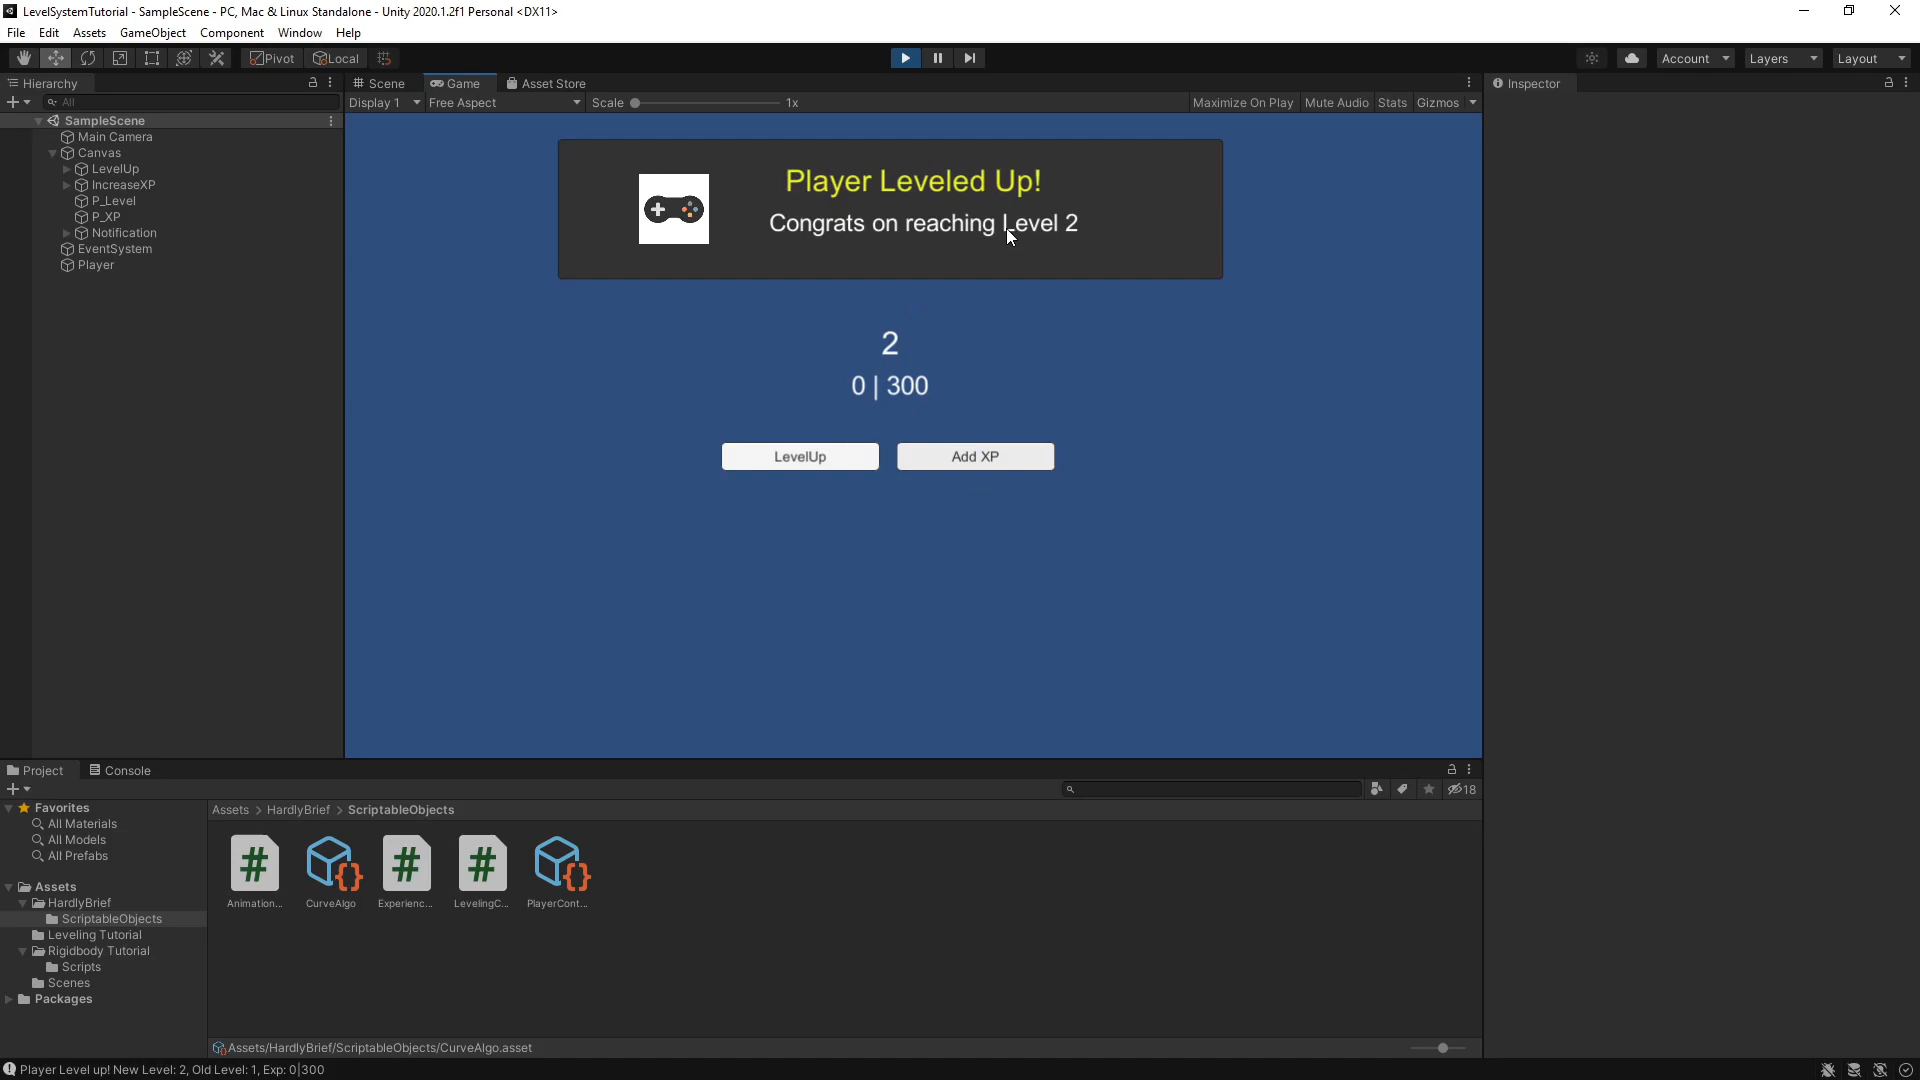 LevelSystemTutorial - SampleScene - PC, Mac & Linux Standalone - Unity 2020.1.2f1 Personal <DX11>
File Edit Assets GameObject Component Window Help
Pivot Local Account Layers Layout
Hierarchy Scene Game Asset Store Inspector
All Display 1 Free Aspect Scale 1x Maximize On Play Mute Audio Stats Gizmos
SampleScene
Main Camera
Canvas
LevelUp
IncreaseXP
P_Level
P_XP
Notification
EventSystem
Player
Player Leveled Up!
Congrats on reaching Level 2
2
0 | 300
LevelUp Add XP
Project Console
18
Favorites
All Materials
All Models
All Prefabs
Assets
HardlyBrief
ScriptableObjects
Leveling Tutorial
Rigidbody Tutorial
Scripts
Scenes
Packages
Assets > HardlyBrief > ScriptableObjects
Animation... CurveAlgo Experienc... LevelingC... PlayerCont...
Assets/HardlyBrief/ScriptableObjects/CurveAlgo.asset
Player Level up! New Level: 2, Old Level: 1, Exp: 0|300